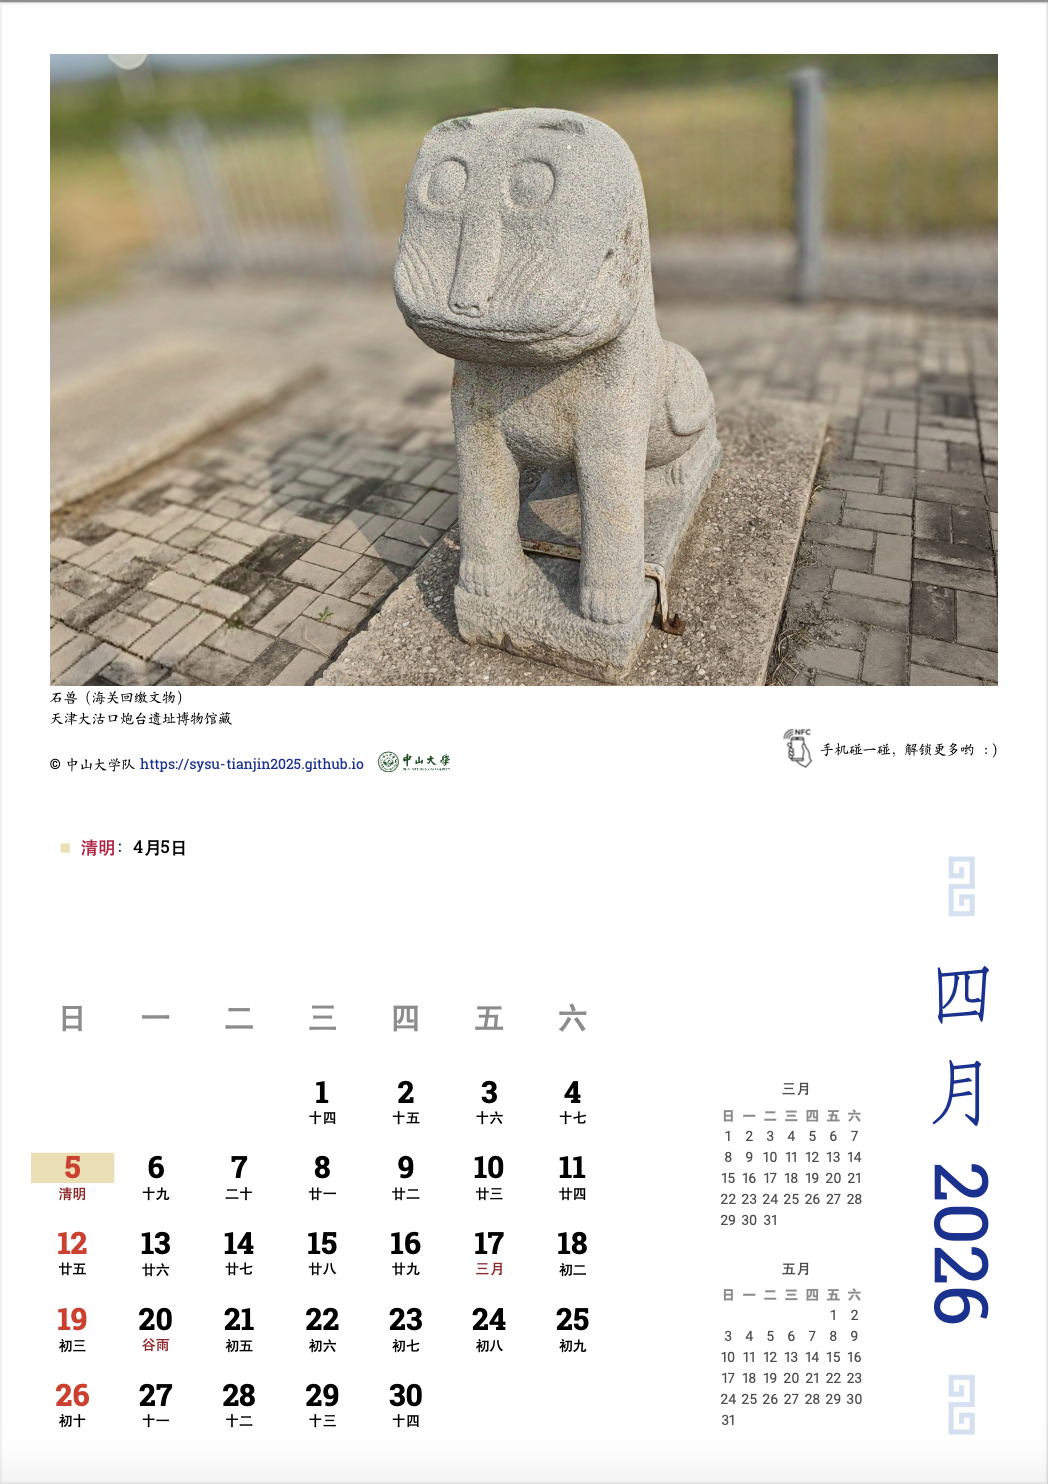 石兽（海关回缴文物）
天津大沽口炮台遗址博物馆藏
© 中山大学队 https://sysu-tianjin2025.github.io 中山大學
NFC
手机碰一碰，解锁更多哟 ：)
清明： 4月5日
四月 2026
日 一 二 三 四 五 六
1 2 3 4
十四 十五 十六 十七
5 6 7 8 9 10 11
清明 十九 二十 廿一 廿二 廿三 廿四
12 13 14 15 16 17 18
廿五 廿六 廿七 廿八 廿九 三月 初二
19 20 21 22 23 24 25
初三 谷雨 初五 初六 初七 初八 初九
26 27 28 29 30
初十 十一 十二 十三 十四
三月
日 一 二 三 四 五 六
1 2 3 4 5 6 7
8 9 10 11 12 13 14
15 16 17 18 19 20 21
22 23 24 25 26 27 28
29 30 31
五月
日 一 二 三 四 五 六
1 2
3 4 5 6 7 8 9
10 11 12 13 14 15 16
17 18 19 20 21 22 23
24 25 26 27 28 29 30
31